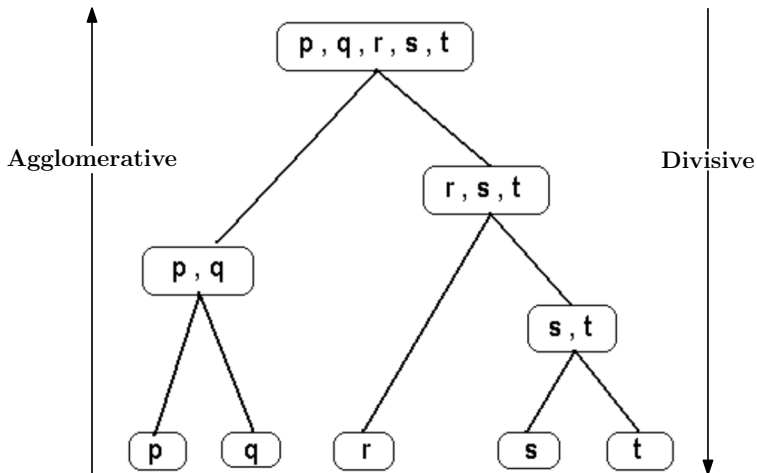 p , q , r , s , t
Agglomerative
Divisive
r , s , t
p , q
s , t
p
q
r
s
t